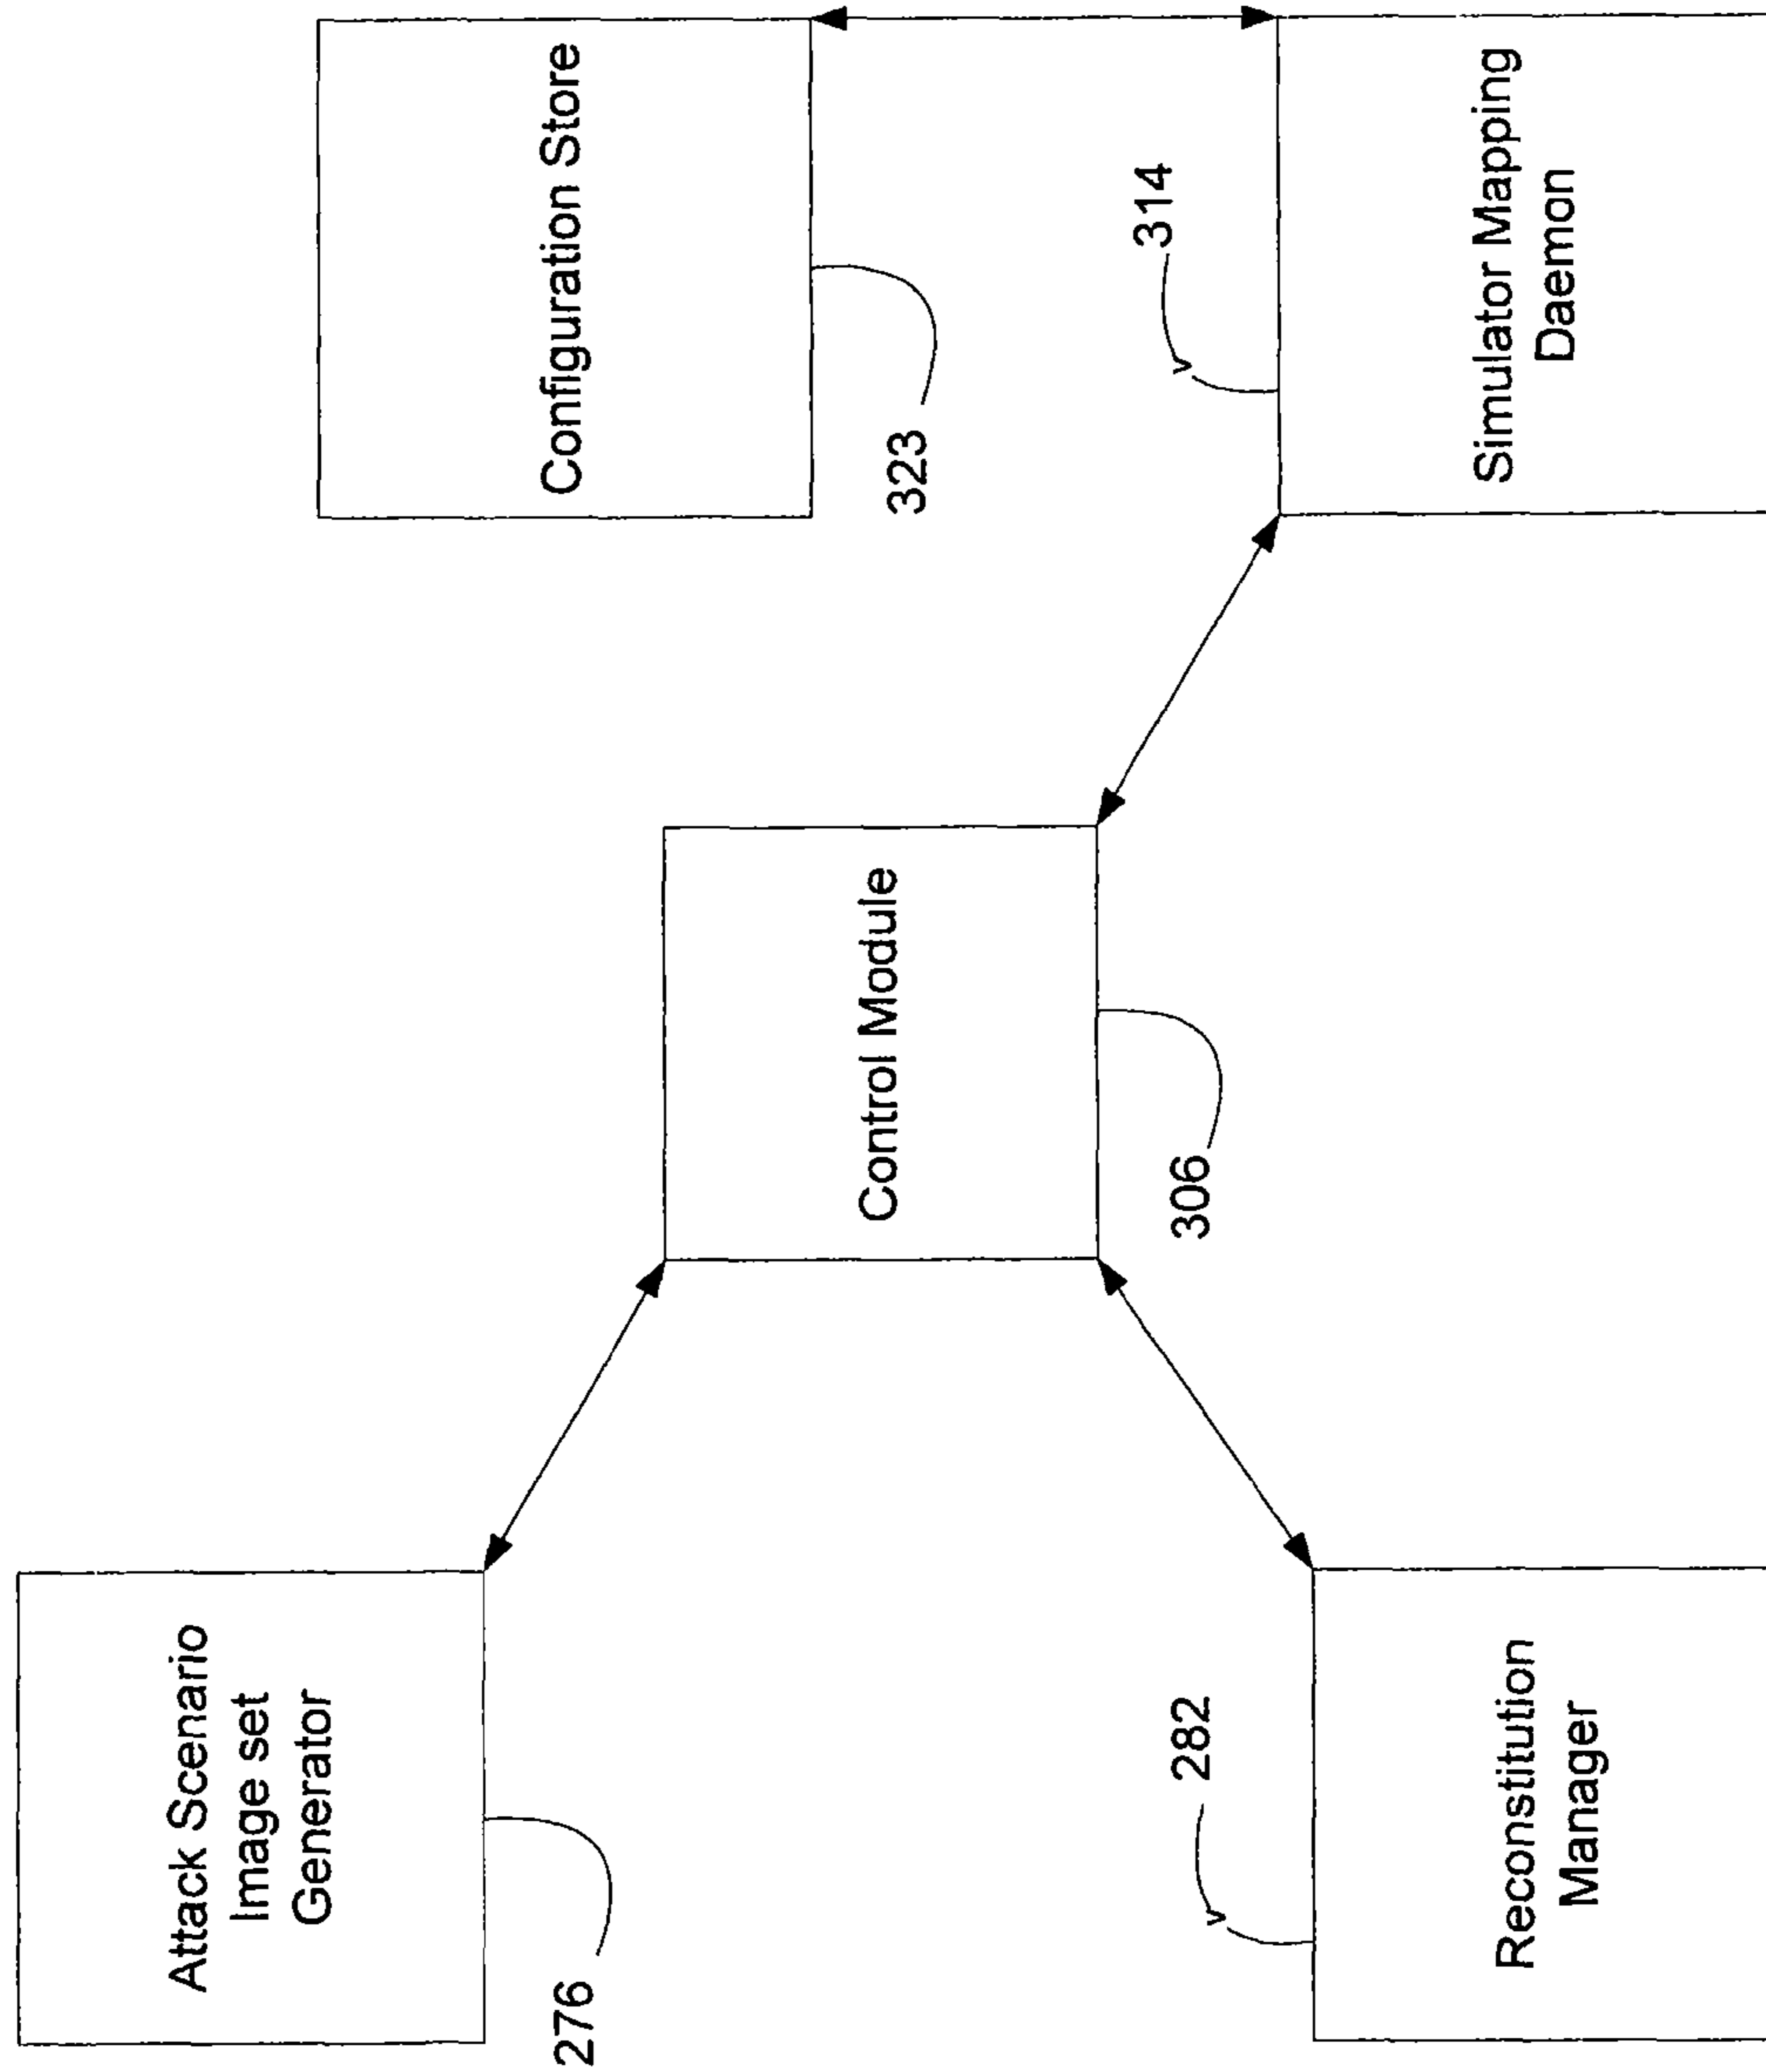 Attack Scenario
Image set
Generator
276
Reconstitution
Manager
282
Control Module
306
Configuration Store
323
Simulator Mapping
Daemon
314